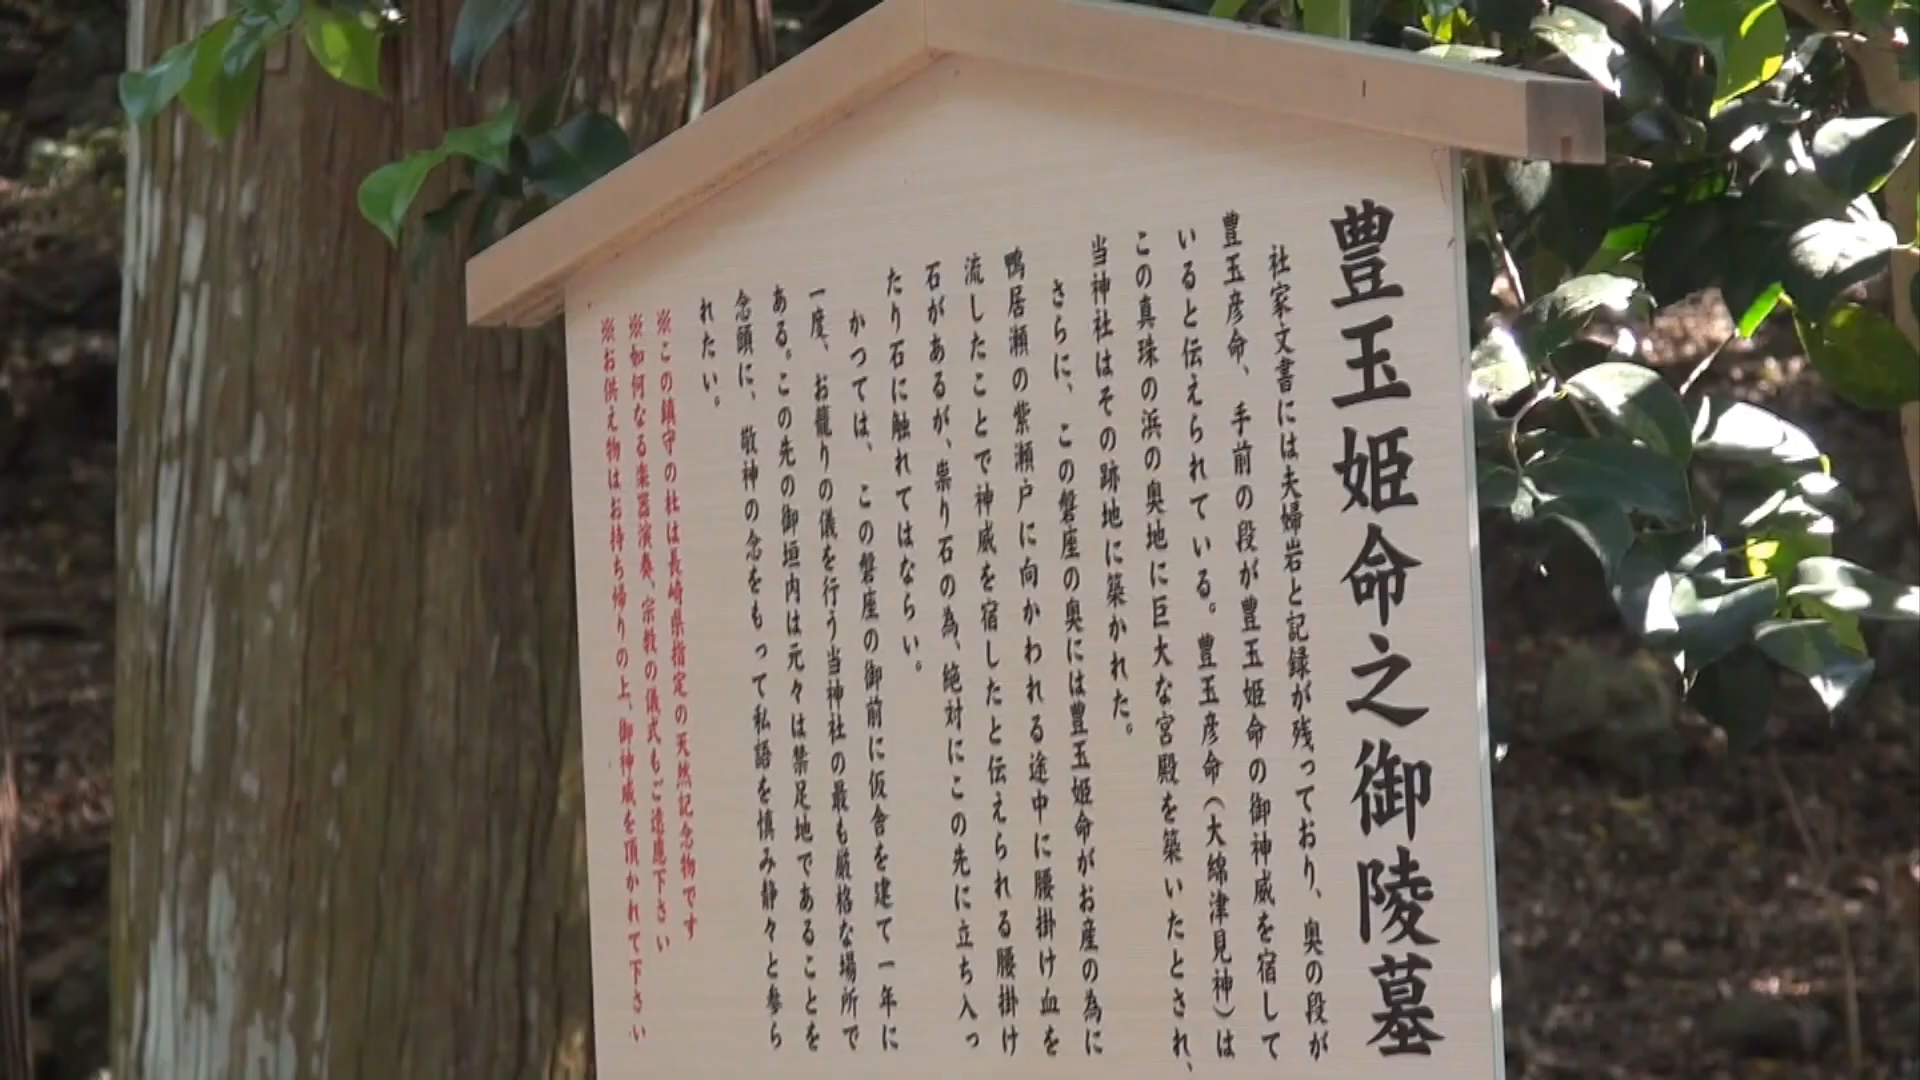 豊玉姫命之御陵墓
社家文書には夫婦岩と記録が残っており、奥の段が
豊玉彦命、手前の段が豊玉姫命の御神威を宿して
いると伝えられている。豊玉彦命（大綿津見神）は
この真珠の浜の奥地に巨大な宮殿を築いたとされ、
当神社はその跡地に築かれた。
さらに、この磐座の奥には豊玉姫命がお産の為に
鴨居瀬の紫瀬戸に向かわれる途中に腰掛け血を
流したことで神威を宿したと伝えられる腰掛け
石があるが、祟り石の為、絶対にこの先に立ち入っ
たり石に触れてはならい。
かつては、この磐座の御前に仮舎を建て一年に
一度、お籠りの儀を行う当神社の最も厳格な場所で
ある。この先の御垣内は元々は禁足地であることを
念頭に、敬神の念をもって私語を慎み静々と参ら
れたい。
※この鎮守の杜は長崎県指定の天然記念物です
※如何なる楽器演奏、宗教の儀式もご遠慮下さい
※お供え物はお持ち帰りの上、御神威を頂かれて下さい